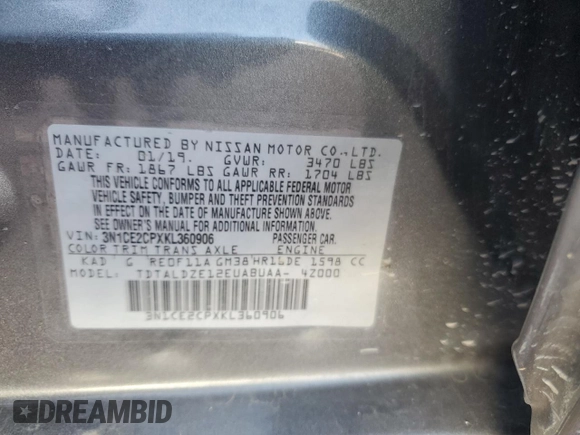 MANUFACTURED BY NISSAN MOTOR CO.,LTD.
DATE: 01/19. GVWR: 3470 LBS
GAWR FR: 1867 LBS GAWR RR: 1704 LBS
THIS VEHICLE CONFORMS TO ALL APPLICABLE FEDERAL MOTOR
VEHICLE SAFETY, BUMPER AND THEFT PREVENTION STANDARDS
IN EFFECT ON THE DATE OF MANUFACTURE SHOWN ABOVE.
SEE OWNER'S MANUAL FOR ADDITIONAL INFORMATION.
VIN: 3N1CE2CPXKL360906 PASSENGER CAR.
COLOR TRIM TRANS AXLE ENGINE
KAD G RE0F11A GM38 HR16DE 1598 CC
MODEL: TDTALDZE12EUABUAA- 4Z000
3N1CE2CPXKL360906
DREAMBID